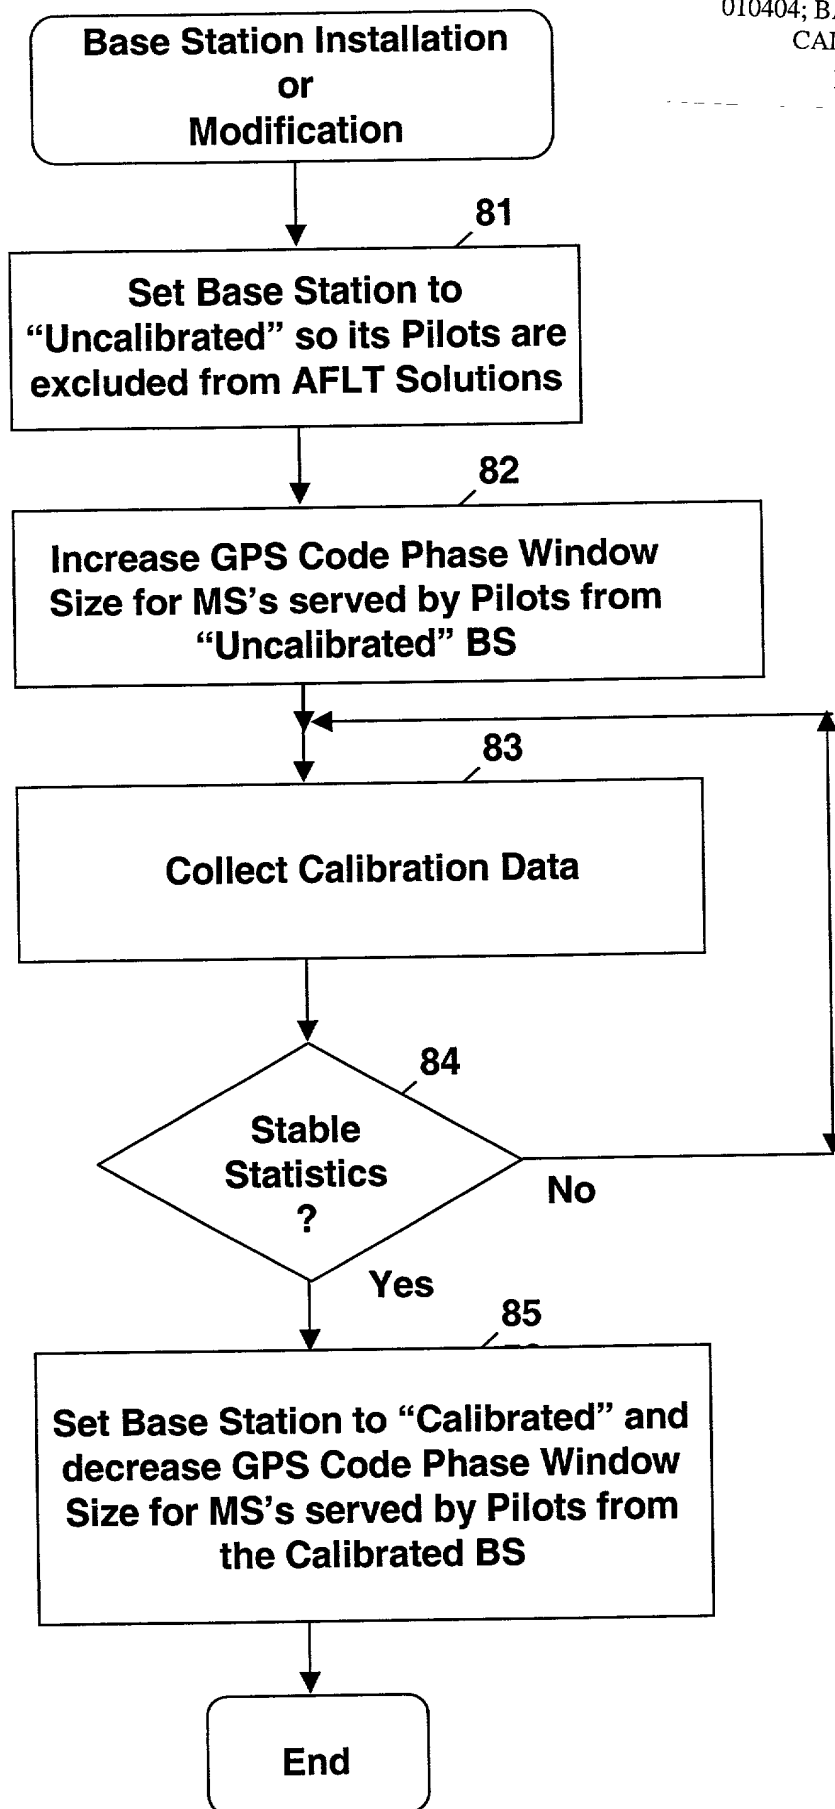 010404; B
CA
Base Station Installation
or
Modification
81
Set Base Station to
“Uncalibrated” so its Pilots are
excluded from AFLT Solutions
82
Increase GPS Code Phase Window
Size for MS's served by Pilots from
“Uncalibrated” BS
83
Collect Calibration Data
84
Stable
Statistics
?
No
Yes
85
Set Base Station to “Calibrated” and
decrease GPS Code Phase Window
Size for MS's served by Pilots from
the Calibrated BS
End